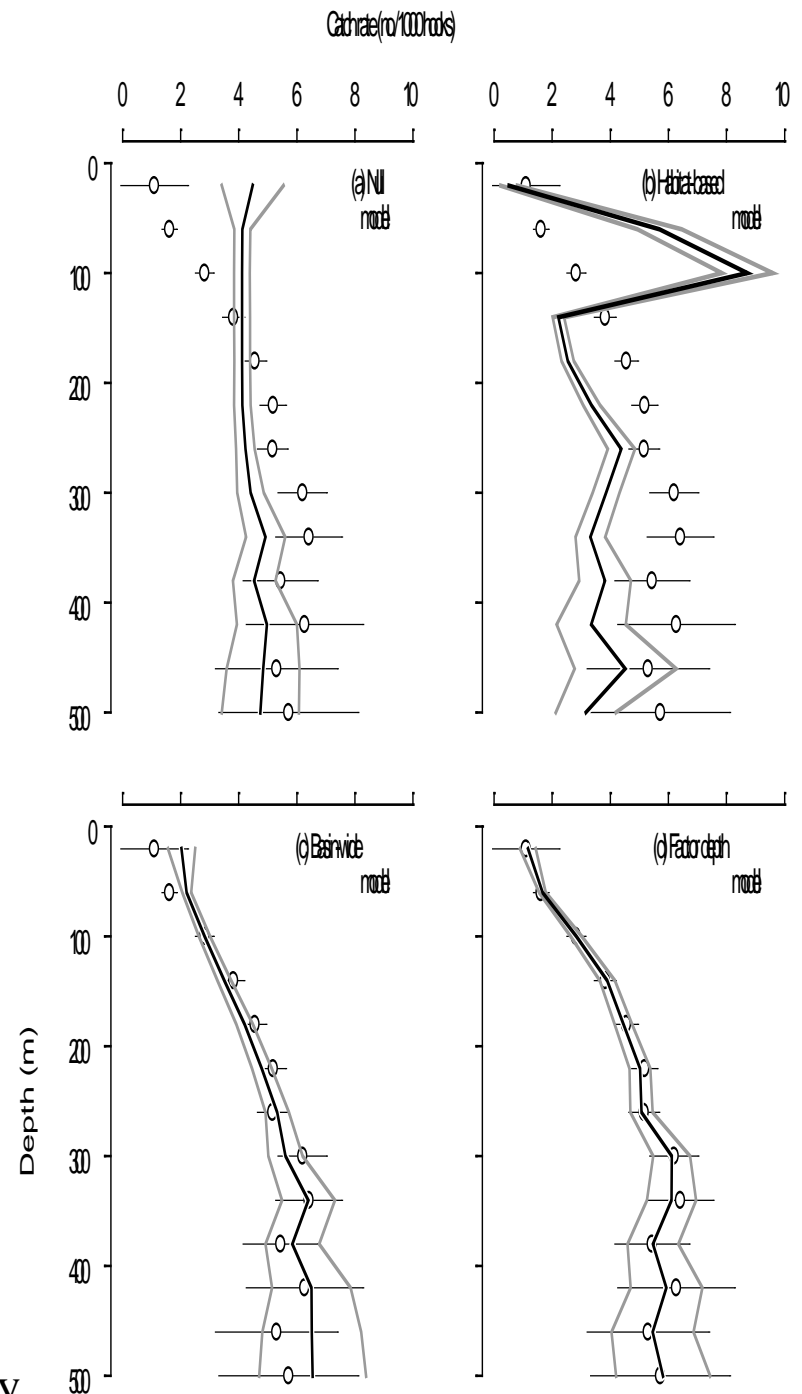 Catch rate (no/1000 hooks)
0 2 4 6 8 10 0 2 4 6 8 10
0
100
200
300
400
500
(a) Null
model
(b) Habitat-based
model
0
100
200
300
400
500
(c) Basin-wide
model
(d) Factor depth
model
Depth (m)
v